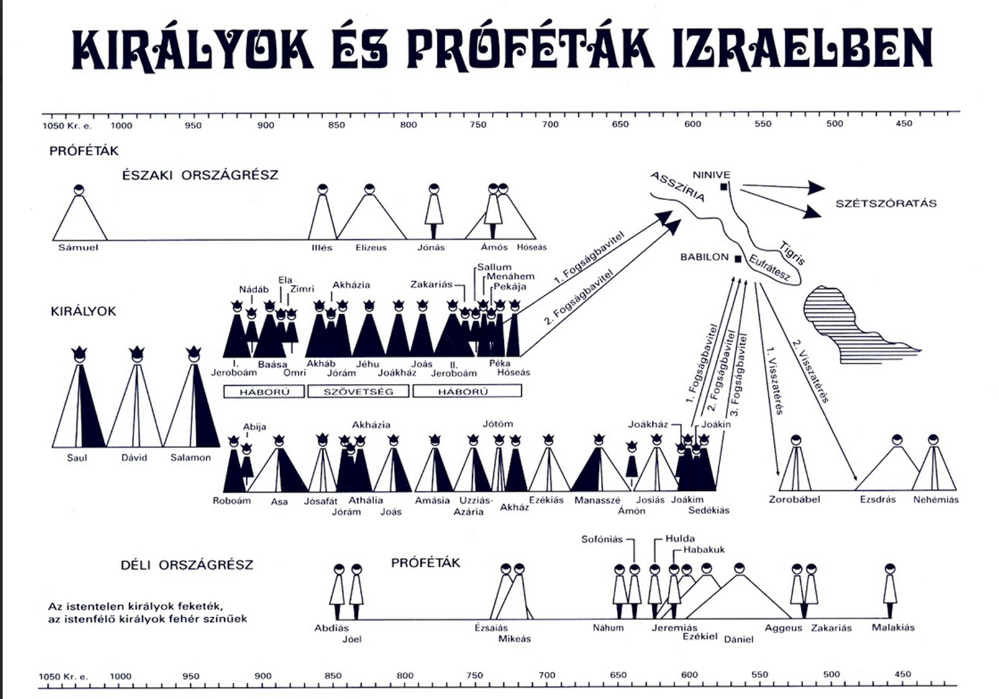 KIRÁLYOK ÉS PRÓFÉTÁK IZRAELBEN
1050 Kr. e. 1000 950 900 850 800 750 700 650 600 550 500 450
PRÓFÉTÁK
ÉSZAKI ORSZÁGRÉSZ
Sámuel
Illés
Elizeus
Jónás
Ámós
Hóseás
ASSZÍRIA
NINIVE
SZÉTSZÓRATÁS
BABILON
Tigris
Eufrátesz
1. Fogságbavitel
2. Fogságbavitel
KIRÁLYOK
Nádáb
Ela
Zimri
Akházia
Zakariás
Sallum
Menáhem
Pekája
I.
Jeroboám
Baása
Omri
Akháb
Jórám
Jéhu
Joákház
Joás
II.
Jeroboám
Péka
Hóseás
HÁBORÚ
SZÖVETSÉG
HÁBORÚ
Saul
Dávid
Salamon
1. Fogságbavitel
2. Fogságbavitel
3. Fogságbavitel
1. Visszatérés
2. Visszatérés
Abija
Akházia
Jótóm
Joákház
Joákin
Roboám
Asa
Jósafát
Jórám
Athália
Joás
Amásia
Uzziás-
Azária
Akház
Ezékiás
Manasszé
Ámón
Josiás
Joákim
Sedékiás
Zorobábel
Ezsdrás
Nehémiás
DÉLI ORSZÁGRÉSZ
PRÓFÉTÁK
Sofóniás
Hulda
Habakuk
Az istentelen királyok feketék,
az istenfélő királyok fehér színűek
Abdiás
Jóel
Ézsaiás
Mikeás
Náhum
Jeremiás
Ezékiel
Dániel
Aggeus
Zakariás
Malakiás
1050 Kr. e. 1000 950 900 850 800 750 700 650 600 550 500 450